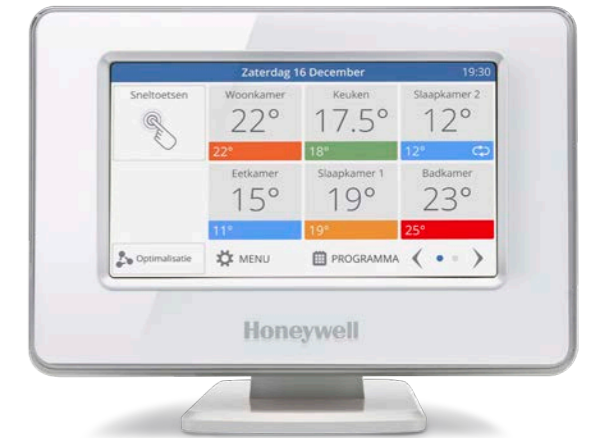 Zaterdag 16 December 19:30
Sneltoetsen
Woonkamer Keuken Slaapkamer 2
22° 17.5° 12°
22° 18° 12°
Eetkamer Slaapkamer 1 Badkamer
15° 19° 23°
11° 19° 25°
Optimalisatie MENU PROGRAMMA
Honeywell